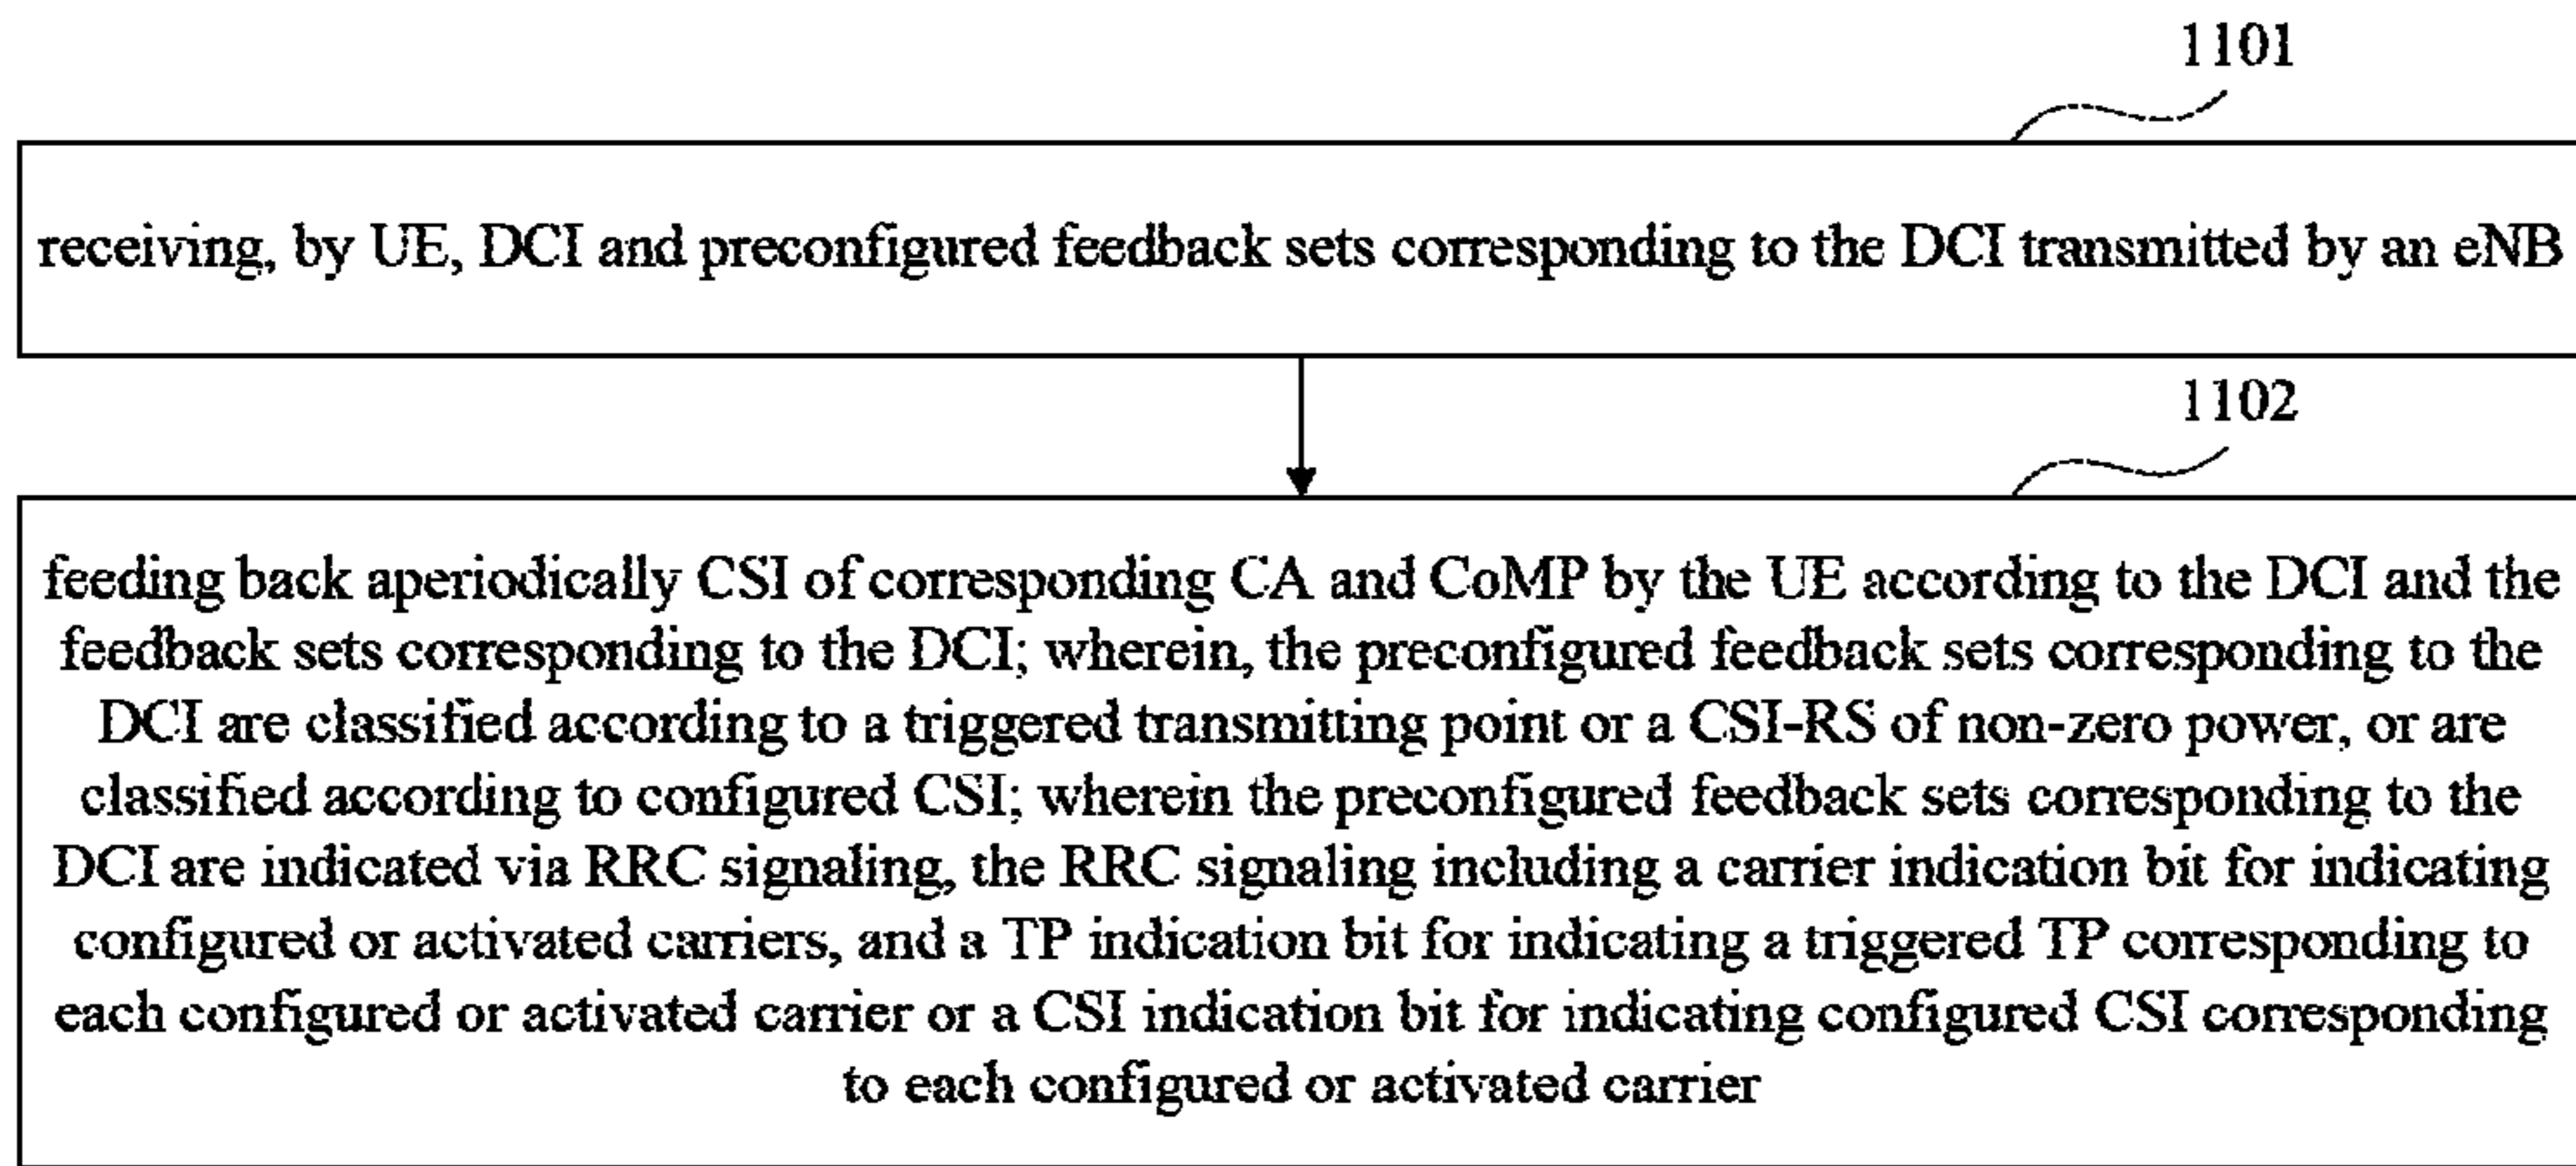 1101
receiving, by UE, DCI and preconfigured feedback sets corresponding to the DCI transmitted by an eNB
1102
feeding back aperiodically CSI of corresponding CA and CoMP by the UE according to the DCI and the
feedback sets corresponding to the DCI; wherein, the preconfigured feedback sets corresponding to the
DCI are classified according to a triggered transmitting point or a CSI-RS of non-zero power, or are
classified according to configured CSI; wherein the preconfigured feedback sets corresponding to the
DCI are indicated via RRC signaling, the RRC signaling including a carrier indication bit for indicating
configured or activated carriers, and a TP indication bit for indicating a triggered TP corresponding to
each configured or activated carrier or a CSI indication bit for indicating configured CSI corresponding
to each configured or activated carrier